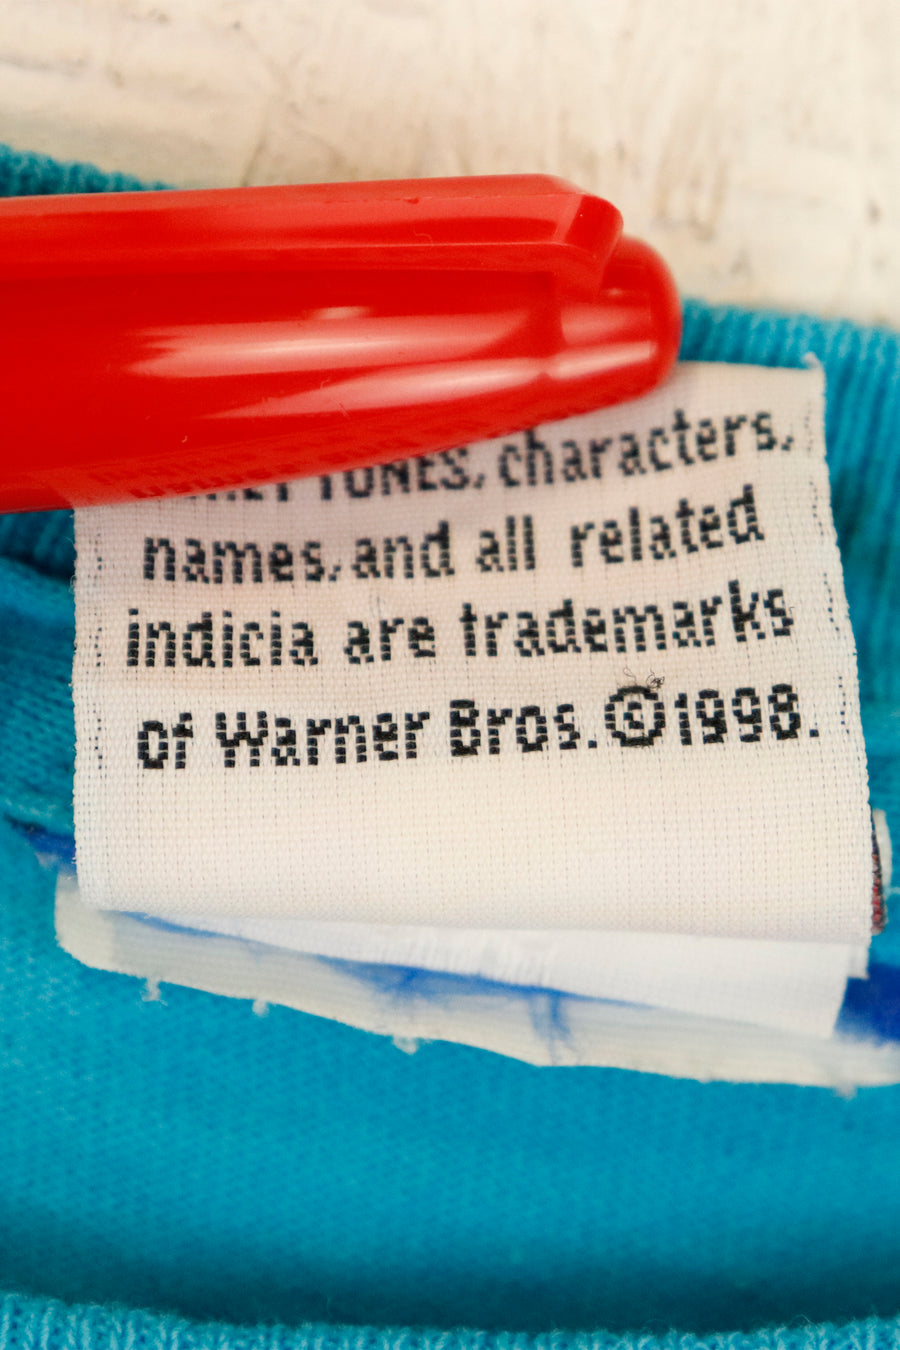 TUNES, characters,
names, and all related
indicia are trademarks
of Warner Bros. ©1998.